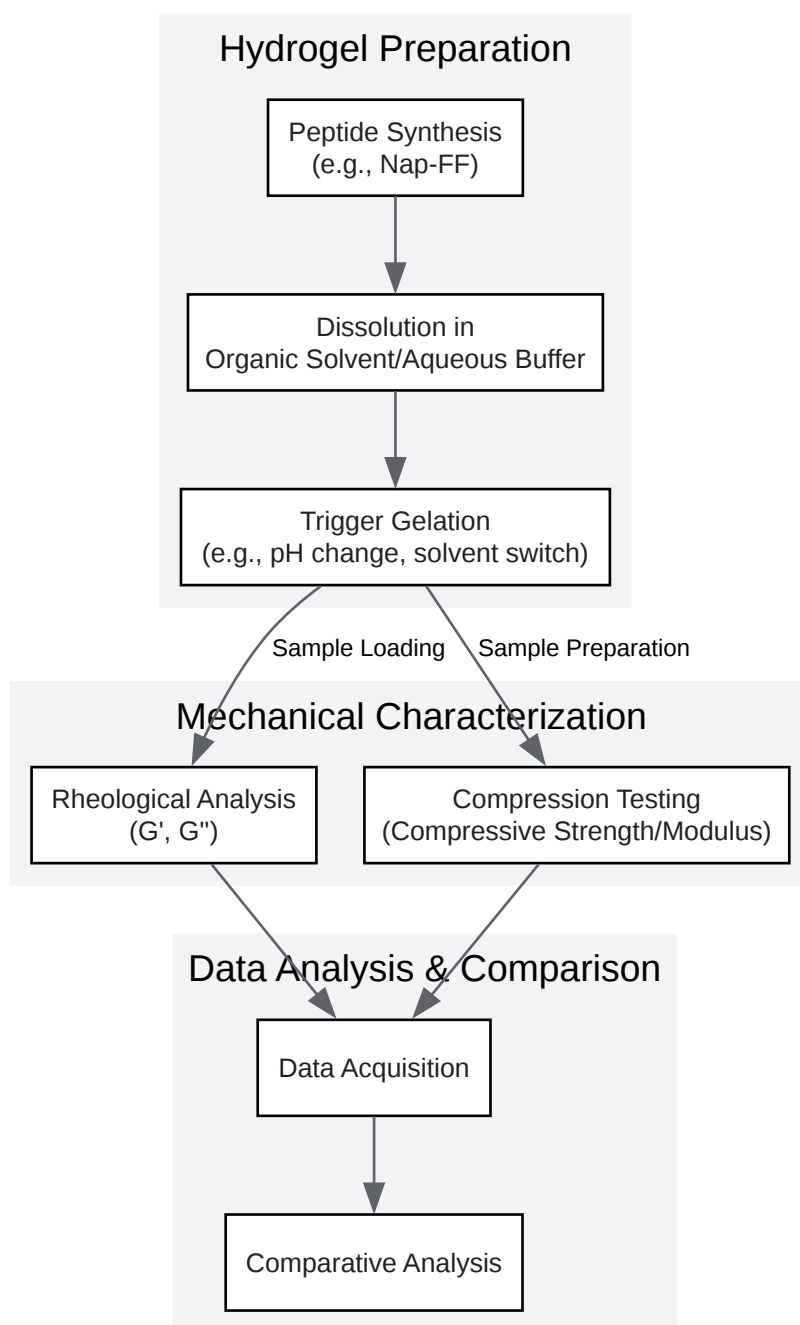 Hydrogel Preparation
Peptide Synthesis
(e.g., Nap-FF)
Dissolution in
Organic Solvent/Aqueous Buffer
Trigger Gelation
(e.g., pH change, solvent switch)
Sample Loading
Sample Preparation
Mechanical Characterization
Rheological Analysis
(G', G'')
Compression Testing
(Compressive Strength/Modulus)
Data Analysis & Comparison
Data Acquisition
Comparative Analysis